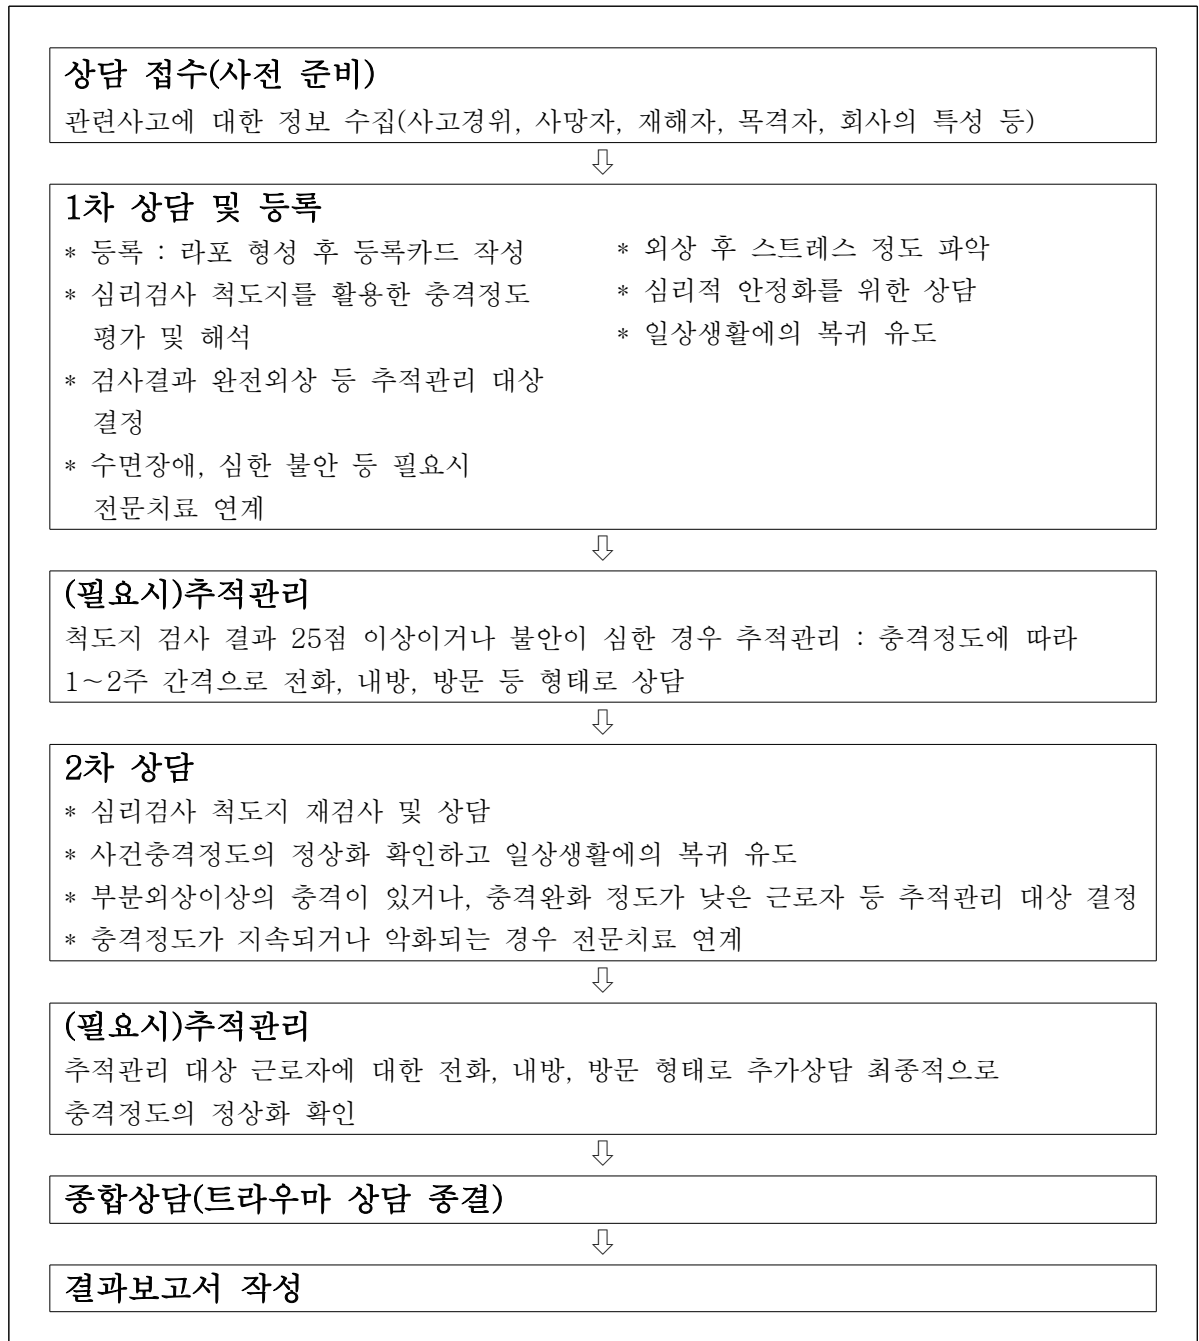 상담 접수(사전 준비)
관련사고에 대한 정보 수집(사고경위, 사망자, 재해자, 목격자, 회사의 특성 등)
⇩
1차 상담 및 등록
* 등록 : 라포 형성 후 등록카드 작성
* 심리검사 척도지를 활용한 충격정도
평가 및 해석
* 검사결과 완전외상 등 추적관리 대상
결정
* 수면장애, 심한 불안 등 필요시
전문치료 연계
* 외상 후 스트레스 정도 파악
* 심리적 안정화를 위한 상담
* 일상생활에의 복귀 유도
⇩
(필요시)추적관리
척도지 검사 결과 25점 이상이거나 불안이 심한 경우 추적관리 : 충격정도에 따라
1~2주 간격으로 전화, 내방, 방문 등 형태로 상담
⇩
2차 상담
* 심리검사 척도지 재검사 및 상담
* 사건충격정도의 정상화 확인하고 일상생활에의 복귀 유도
* 부분외상이상의 충격이 있거나, 충격완화 정도가 낮은 근로자 등 추적관리 대상 결정
* 충격정도가 지속되거나 악화되는 경우 전문치료 연계
⇩
(필요시)추적관리
추적관리 대상 근로자에 대한 전화, 내방, 방문 형태로 추가상담 최종적으로
충격정도의 정상화 확인
⇩
종합상담(트라우마 상담 종결)
⇩
결과보고서 작성